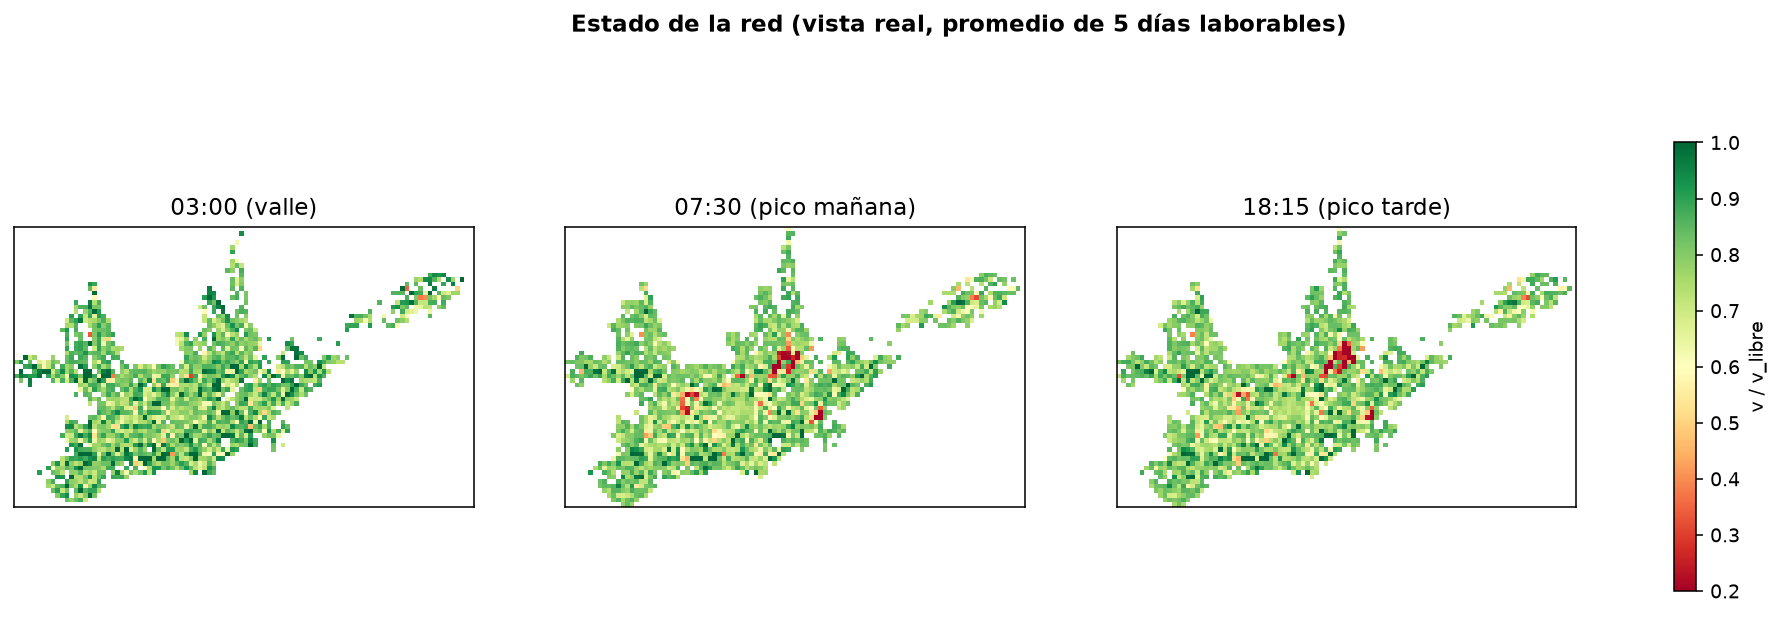 Estado de la red (vista real, promedio de 5 días laborables)
03:00 (valle)
07:30 (pico mañana)
18:15 (pico tarde)
1.0
0.9
0.8
0.7
0.6
0.5
0.4
0.3
0.2
v / v_libre